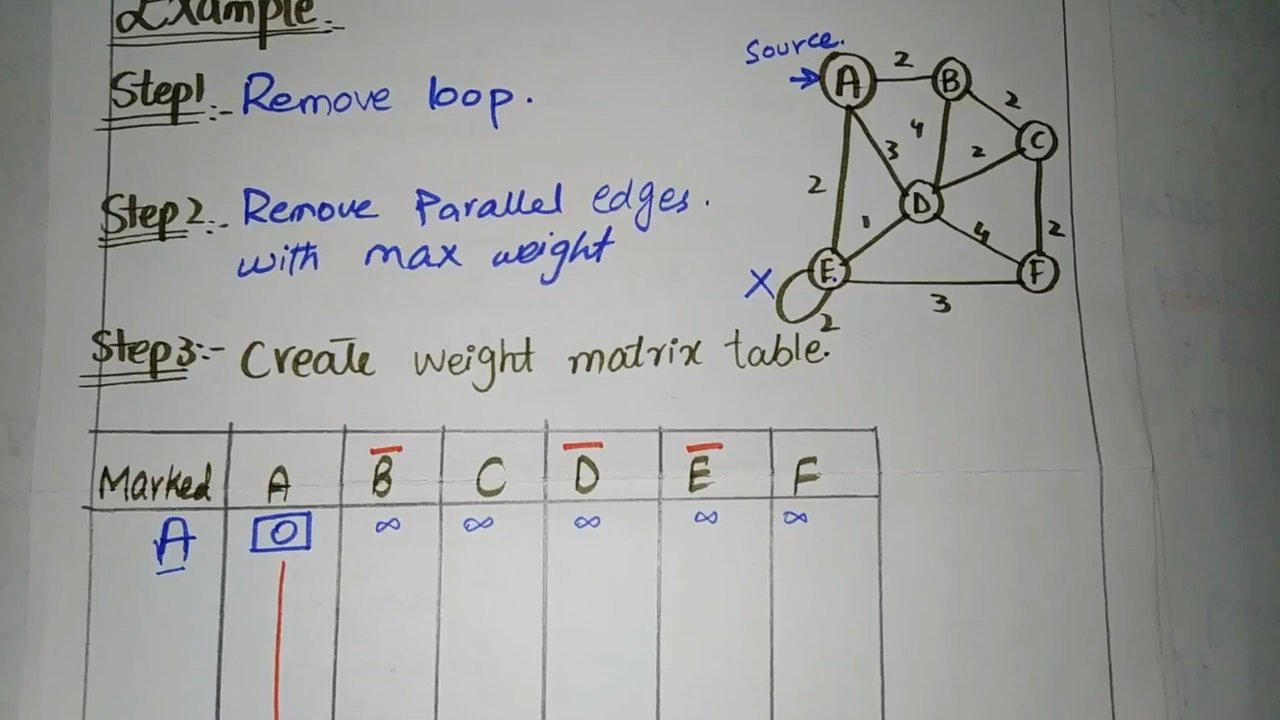 Example:-
Step1:- Remove loop.
Step2:- Remove Parallel edges.
with max weight
Step3:- Create weight matrix table.
Source.
A 2 B
2
4 C
3 2
2 D
1 4 2
X E F
2 3
Marked A B C D E F
A 0 ∞ ∞ ∞ ∞ ∞